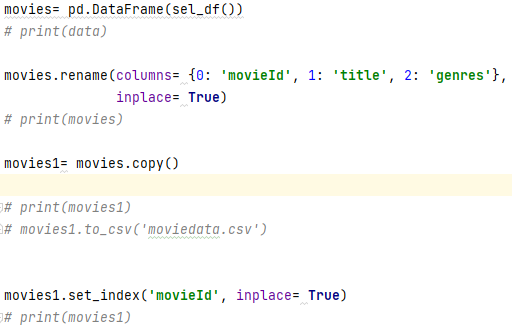 movies= pd.DataFrame(sel_df())
# print(data)
movies.rename(columns= {0: 'movieId', 1: 'title', 2: 'genres'},
inplace= True)
# print(movies)
movies1= movies.copy()
# print(movies1)
# movies1.to_csv('moviedata.csv')
movies1.set_index('movieId', inplace= True)
# print(movies1)